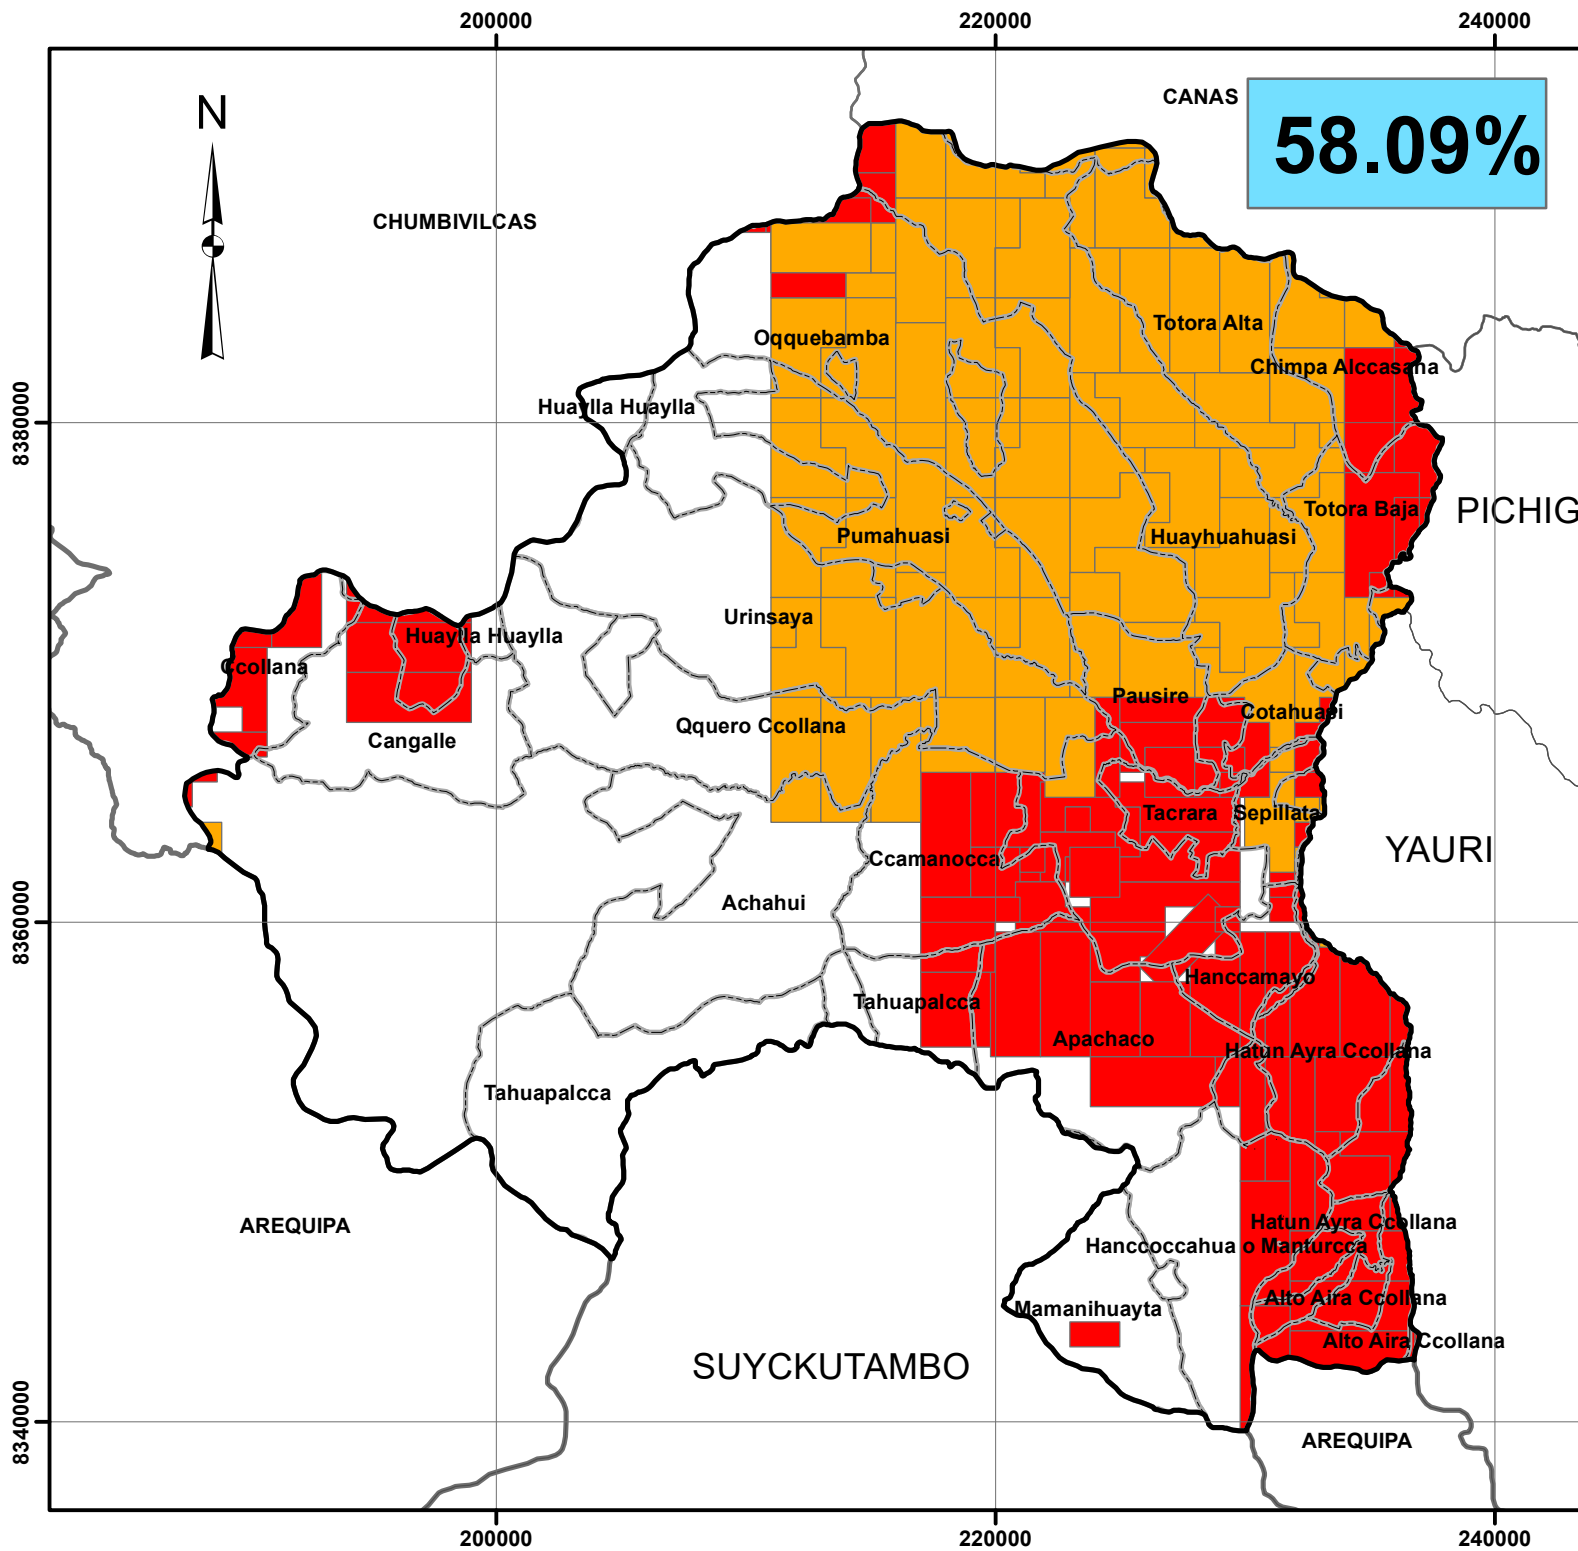 200000
220000
240000
CANAS
58.09%
N
CHUMBIVILCAS
Totora Alta
Oqquebamba
Chimpa Alccasana
Huaylla Huaylla
8380000
Totora Baja
PICHIG
Pumahuasi
Huayhuahuasi
Urinsaya
Huaylla Huaylla
Ccollana
Pausire
Cotahuasi
Qquero Ccollana
Cangalle
Tacrara
Sepillata
YAURI
Ccamanocca
Achahui
8360000
Hanccamayo
Tahuapalcca
Apachaco
Hatun Ayra Ccollana
Tahuapalcca
AREQUIPA
Hatun Ayra Ccollana
Hanccoccahua o Manturcca
Alto Aira Ccollana
Mamanihuayta
Alto Aira Ccollana
SUYCKUTAMBO
8340000
AREQUIPA
200000
220000
240000